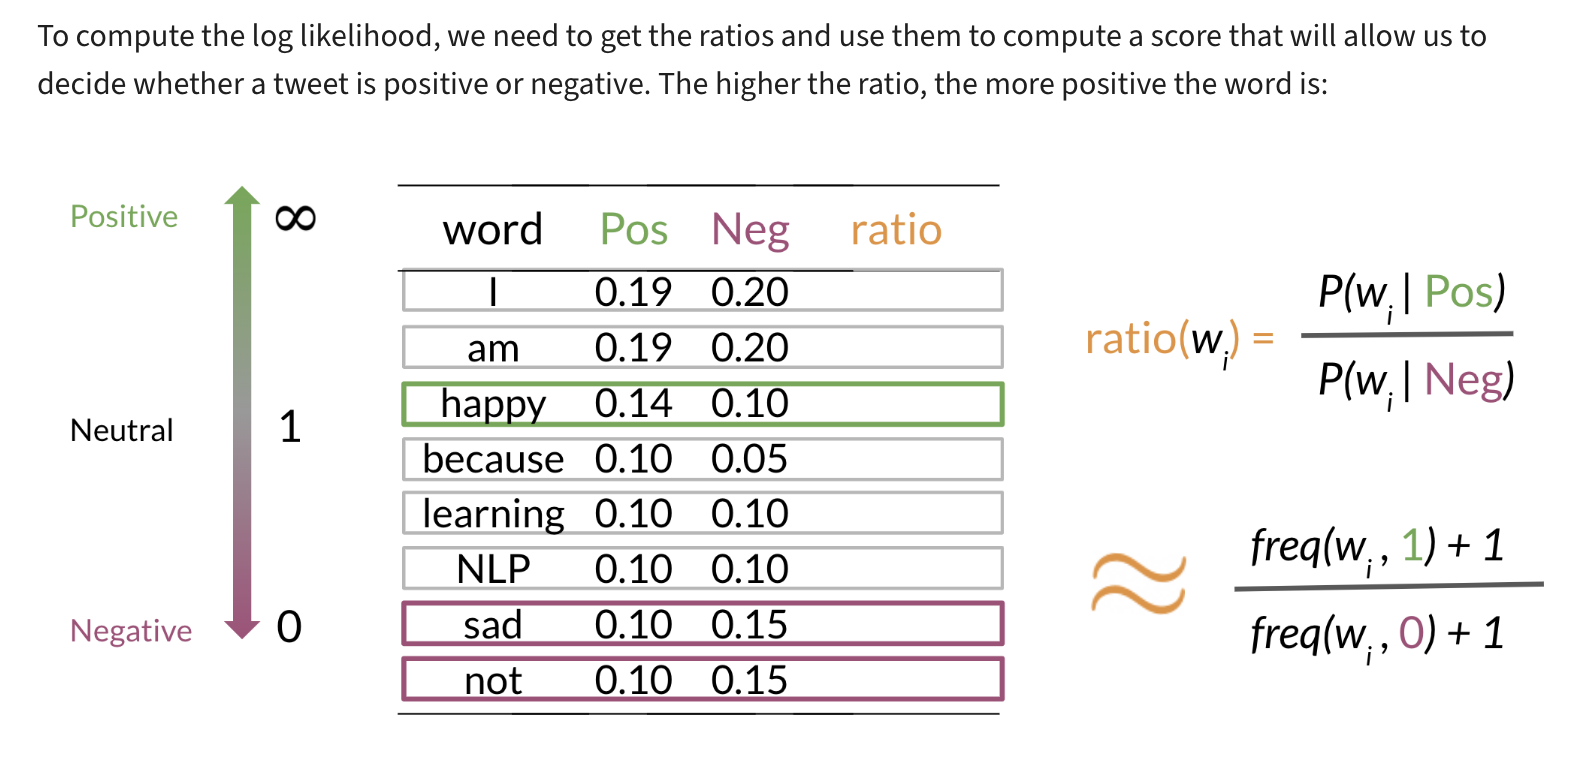 To compute the log likelihood, we need to get the ratios and use them to compute a score that will allow us to
decide whether a tweet is positive or negative. The higher the ratio, the more positive the word is:
Positive ∞
Neutral 1
Negative 0
word Pos Neg ratio
I 0.19 0.20
am 0.19 0.20
happy 0.14 0.10
because 0.10 0.05
learning 0.10 0.10
NLP 0.10 0.10
sad 0.10 0.15
not 0.10 0.15
ratio(w_i) =
P(w_i | Pos)
P(w_i | Neg)
≈
freq(w_i, 1) + 1
freq(w_i, 0) + 1